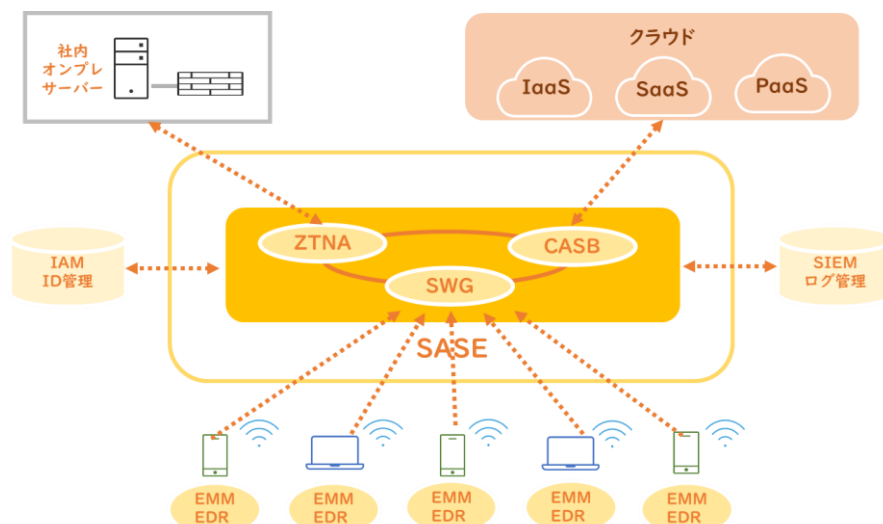 社内
オンプレ
サーバー
クラウド
IaaS
SaaS
PaaS
ZTNA
CASB
SWG
IAM
ID管理
SIEM
ログ管理
SASE
EMM
EDR
EMM
EDR
EMM
EDR
EMM
EDR
EMM
EDR